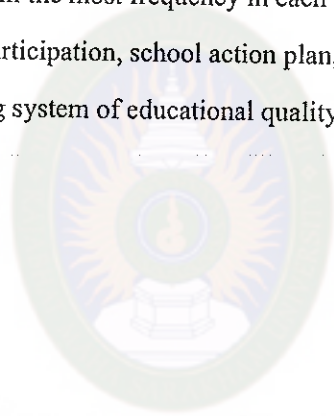 the most frequency in each
articipation, school action plan,
g system of educational quality